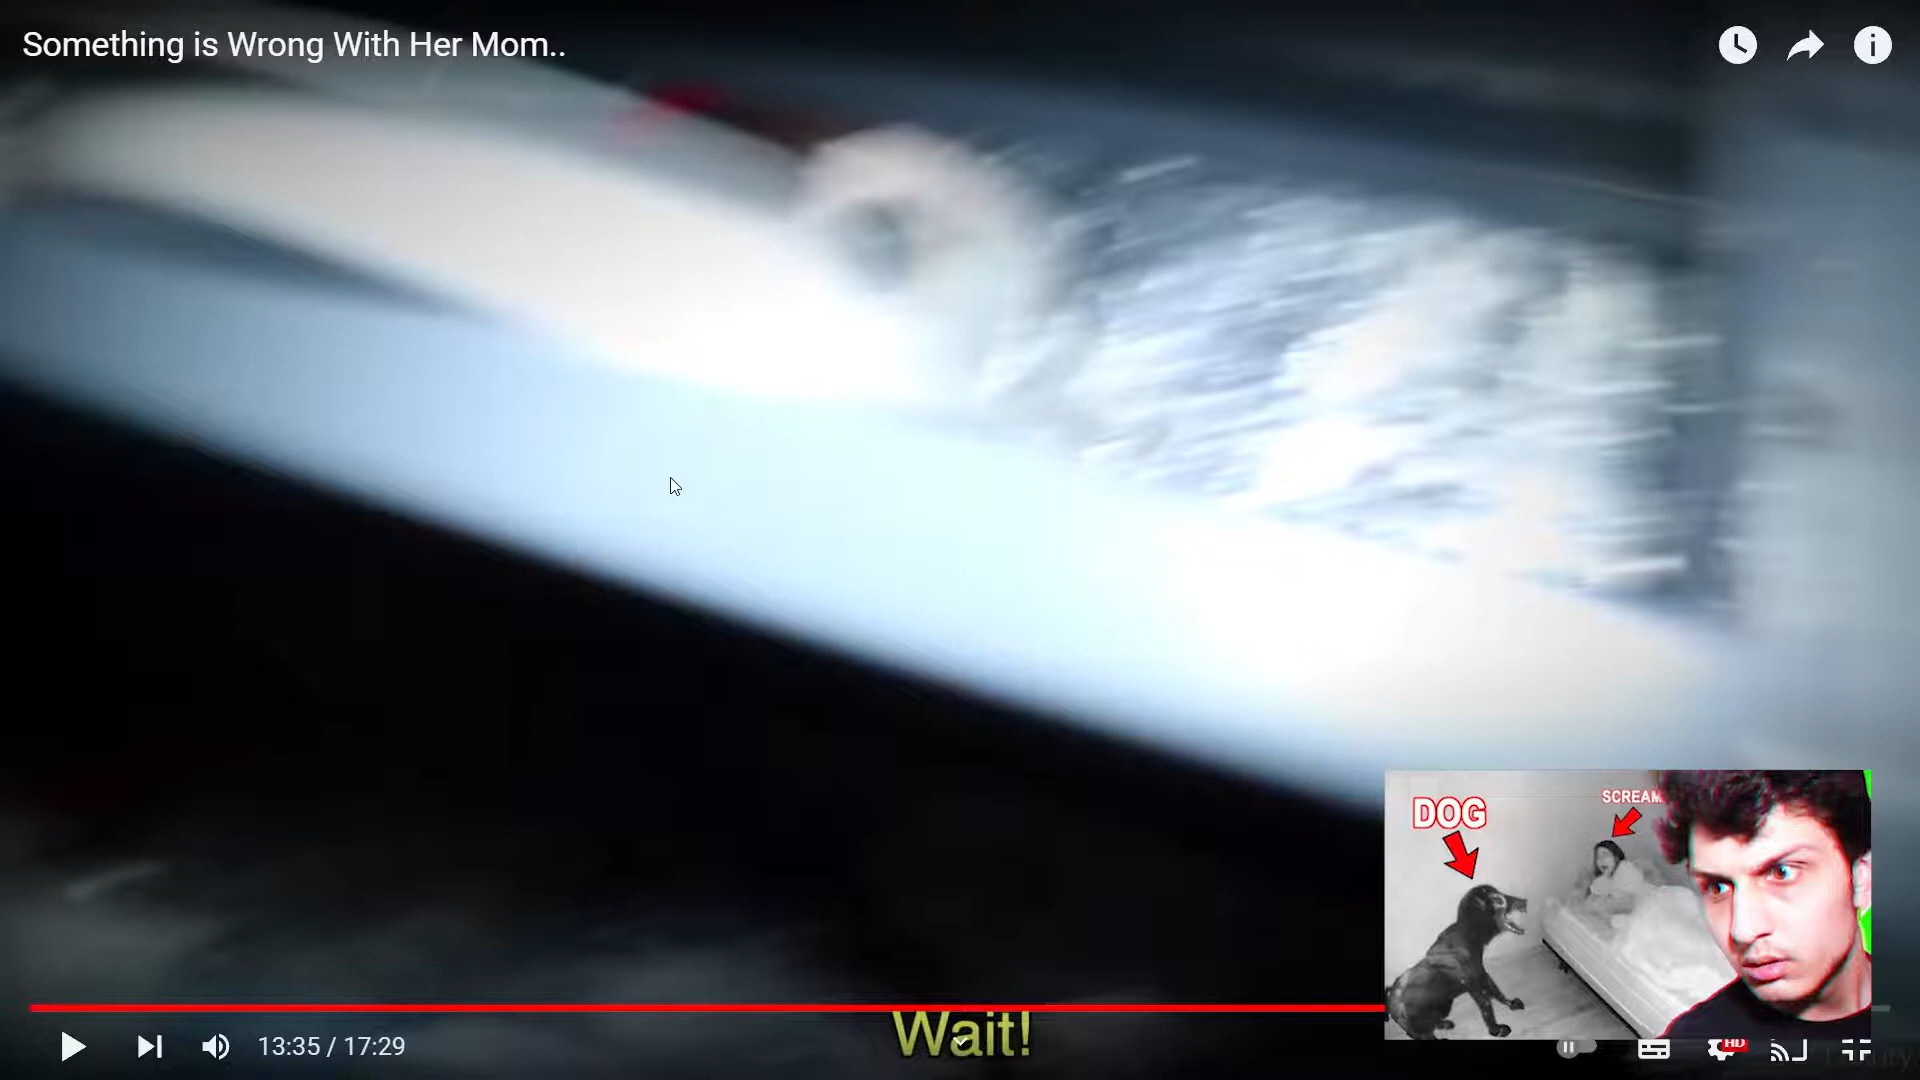 Something is Wrong With Her Mom..
DOG
SCREAM
Wait!
13:35 / 17:29
HD